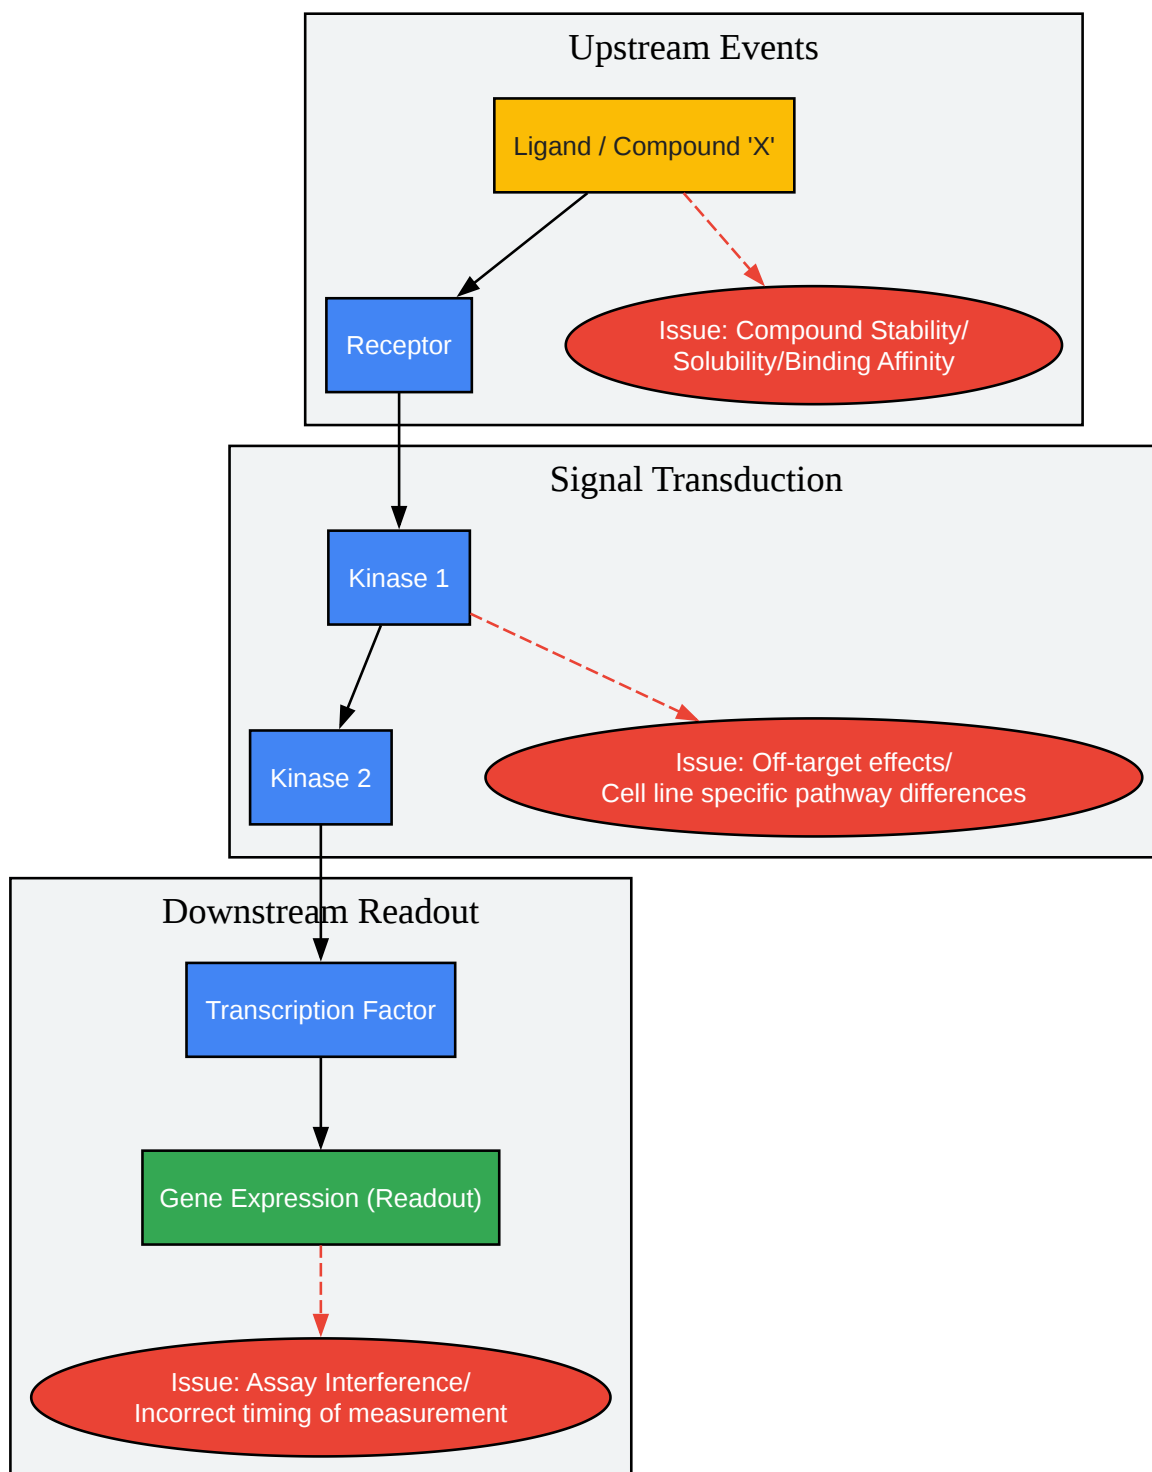 Upstream Events
Ligand / Compound 'X'
Receptor
Issue: Compound Stability/
Solubility/Binding Affinity
Signal Transduction
Kinase 1
Kinase 2
Issue: Off-target effects/
Cell line specific pathway differences
Downstream Readout
Transcription Factor
Gene Expression (Readout)
Issue: Assay Interference/
Incorrect timing of measurement